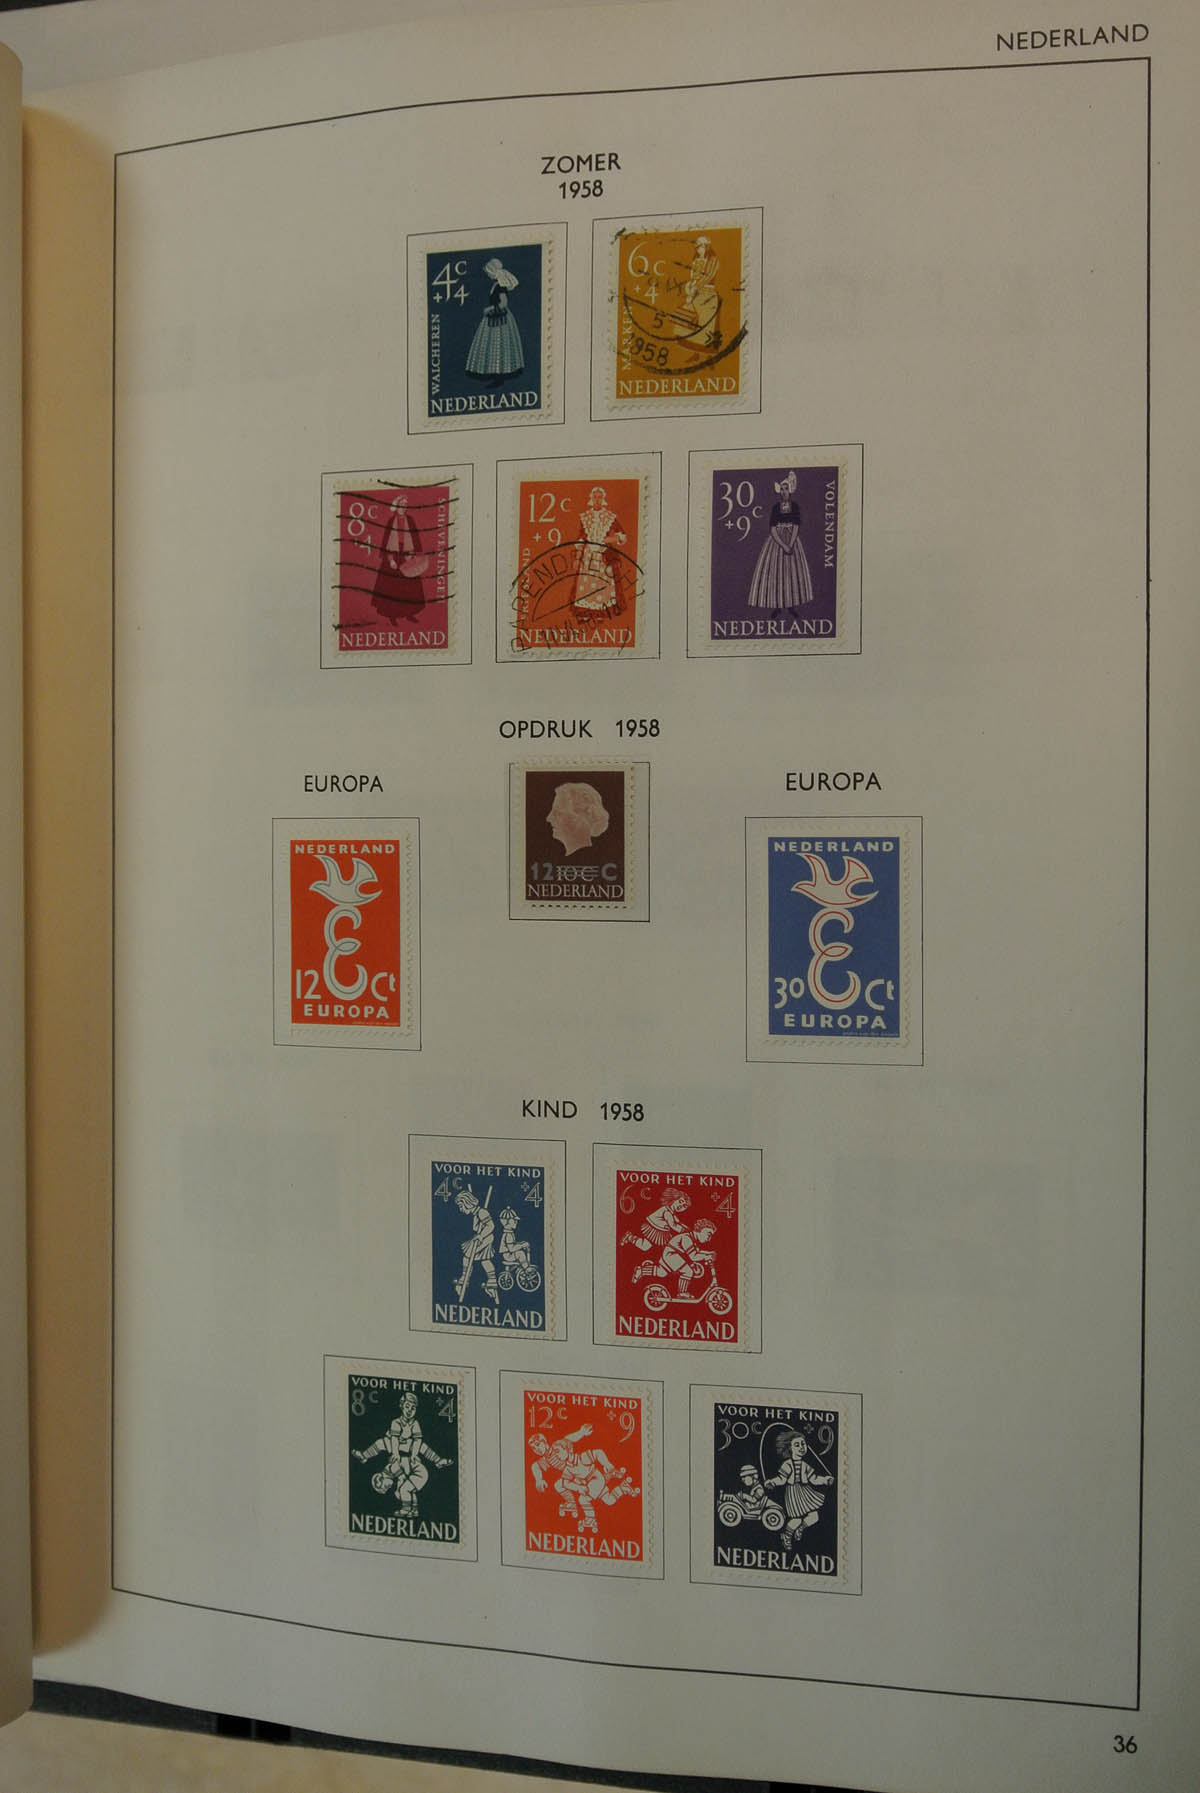 NEDERLAND
ZOMER
1958
4C
+4
WALCHEREN
NEDERLAND
6C
+4
MARKEN
5
1958
NEDERLAND
8C
+4
SCHEVENINGEN
NEDERLAND
12C
+9
BARENDRECHT
NEDERLAND
30C
+9
VOLENDAM
NEDERLAND
OPDRUK 1958
EUROPA
EUROPA
NEDERLAND
12 Ct
EUROPA
1210CC
NEDERLAND
NEDERLAND
30 Ct
EUROPA
KIND 1958
VOOR HET KIND
4C +4
NEDERLAND
VOOR HET KIND
6C +4
NEDERLAND
VOOR HET KIND
8C +4
NEDERLAND
VOOR HET KIND
12C +9
NEDERLAND
VOOR HET KIND
30C +9
NEDERLAND
36